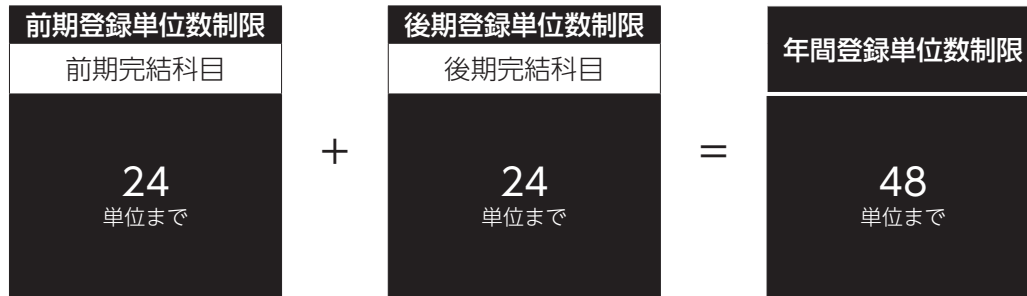 前期登録単位数制限
前期完結科目
24
単位まで
+
後期登録単位数制限
後期完結科目
24
単位まで
=
年間登録単位数制限
48
単位まで